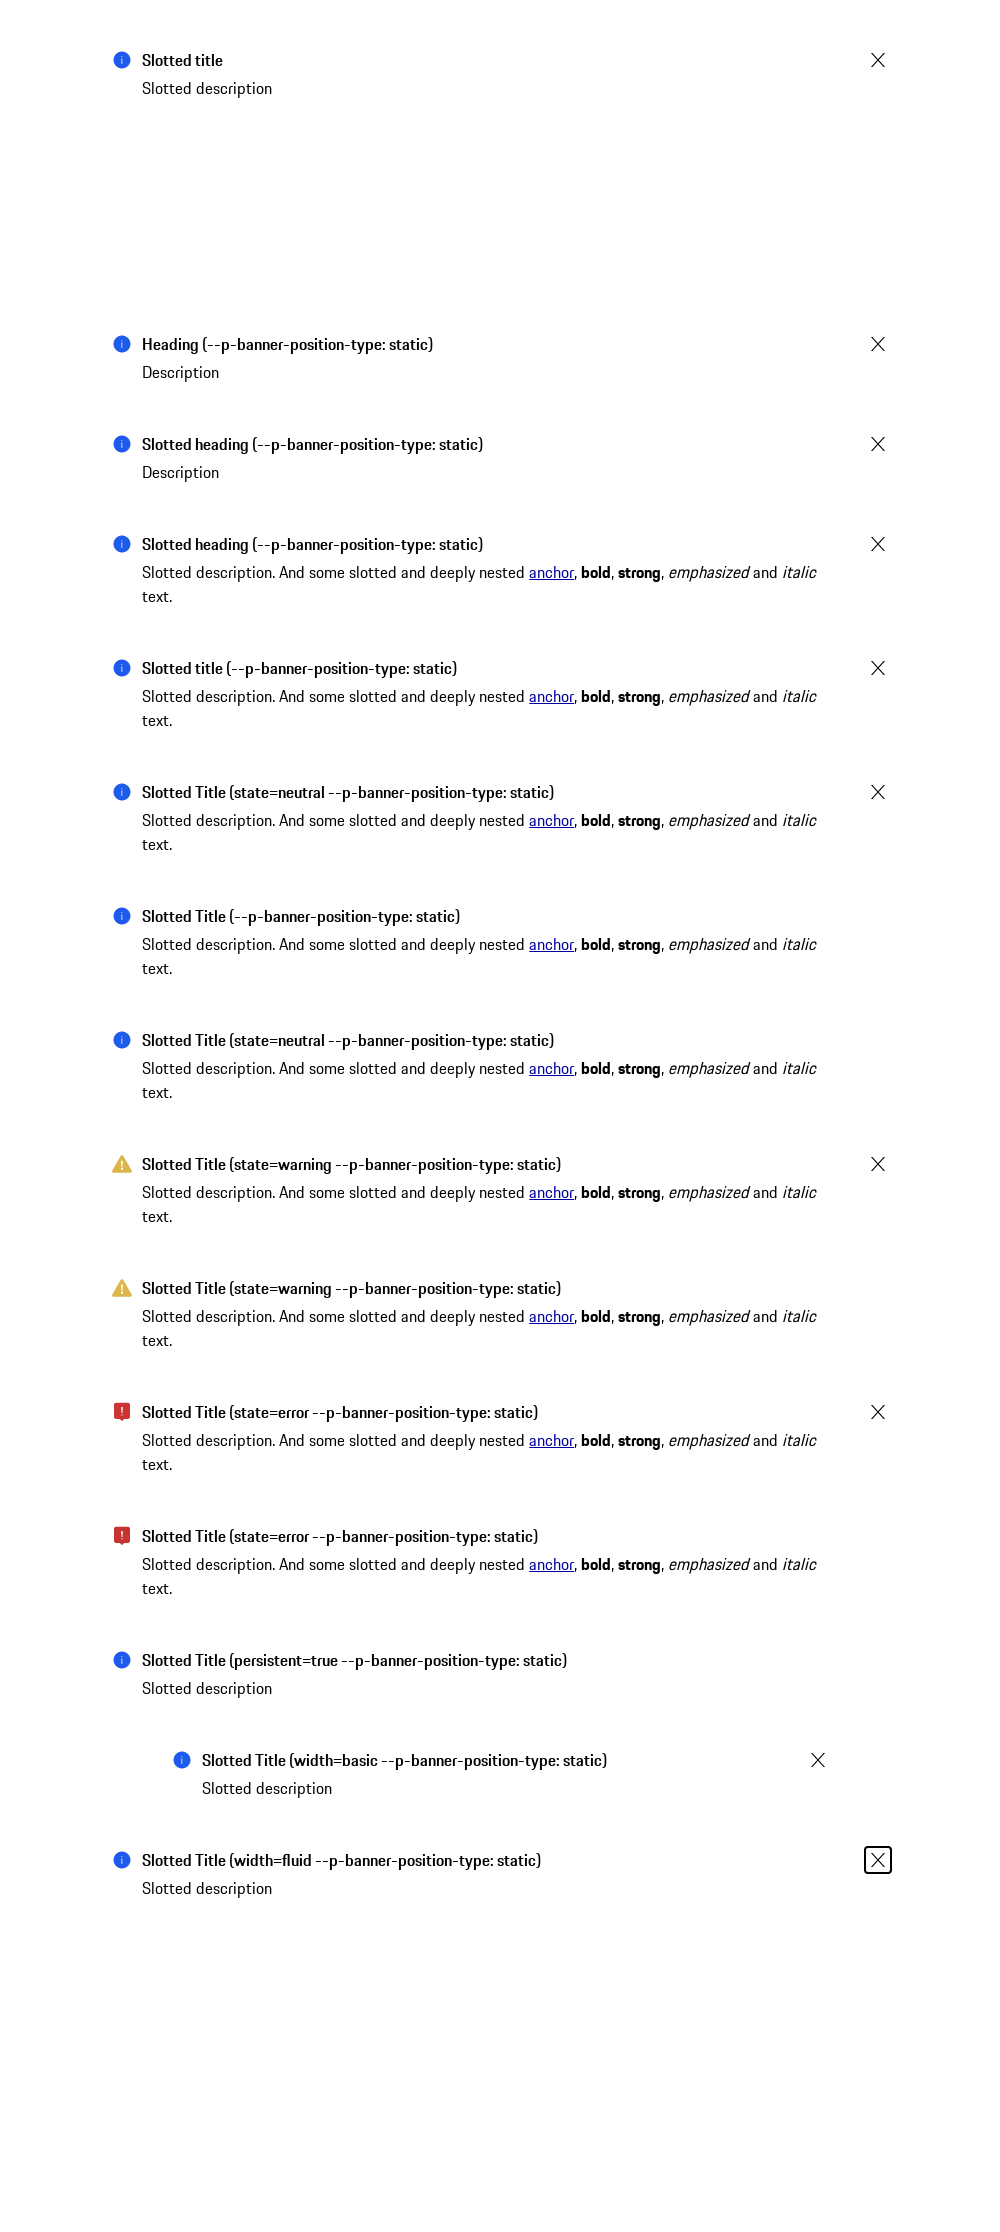 Slotted title
Slotted description
Heading (--p-banner-position-type: static)
Description
Slotted heading (--p-banner-position-type: static)
Description
Slotted heading (--p-banner-position-type: static)
Slotted description. And some slotted and deeply nested anchor, bold, strong, emphasized and italic
text.
Slotted title (--p-banner-position-type: static)
Slotted description. And some slotted and deeply nested anchor, bold, strong, emphasized and italic
text.
Slotted Title (state=neutral --p-banner-position-type: static)
Slotted description. And some slotted and deeply nested anchor, bold, strong, emphasized and italic
text.
Slotted Title (--p-banner-position-type: static)
Slotted description. And some slotted and deeply nested anchor, bold, strong, emphasized and italic
text.
Slotted Title (state=neutral --p-banner-position-type: static)
Slotted description. And some slotted and deeply nested anchor, bold, strong, emphasized and italic
text.
Slotted Title (state=warning --p-banner-position-type: static)
Slotted description. And some slotted and deeply nested anchor, bold, strong, emphasized and italic
text.
Slotted Title (state=warning --p-banner-position-type: static)
Slotted description. And some slotted and deeply nested anchor, bold, strong, emphasized and italic
text.
Slotted Title (state=error --p-banner-position-type: static)
Slotted description. And some slotted and deeply nested anchor, bold, strong, emphasized and italic
text.
Slotted Title (state=error --p-banner-position-type: static)
Slotted description. And some slotted and deeply nested anchor, bold, strong, emphasized and italic
text.
Slotted Title (persistent=true --p-banner-position-type: static)
Slotted description
Slotted Title (width=basic --p-banner-position-type: static)
Slotted description
Slotted Title (width=fluid --p-banner-position-type: static)
Slotted description